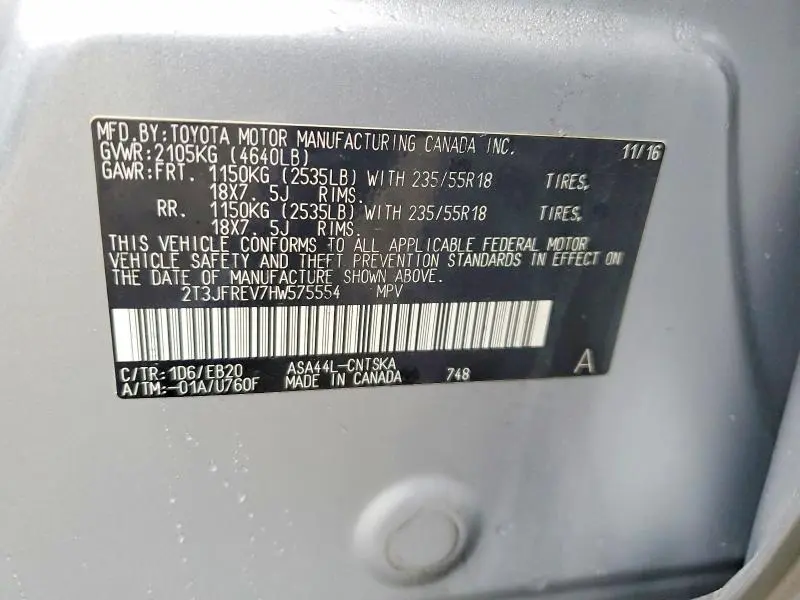 MFD.BY:TOYOTA MOTOR MANUFACTURING CANADA INC. 11/16
GVWR:2105KG (4640LB)
GAWR:FRT. 1150KG (2535LB) WITH 235/55R18 TIRES,
18X7.5J RIMS.
RR. 1150KG (2535LB) WITH 235/55R18 TIRES,
18X7.5J RIMS.
THIS VEHICLE CONFORMS TO ALL APPLICABLE FEDERAL MOTOR
VEHICLE SAFETY AND THEFT PREVENTION STANDARDS IN EFFECT ON
THE DATE OF MANUFACTURE SHOWN ABOVE.
2T3JFREV7HW575554 MPV
C/TR:1D6/EB20 ASA44L-CNTSKA 748 A
A/TM:-01A/U760F MADE IN CANADA